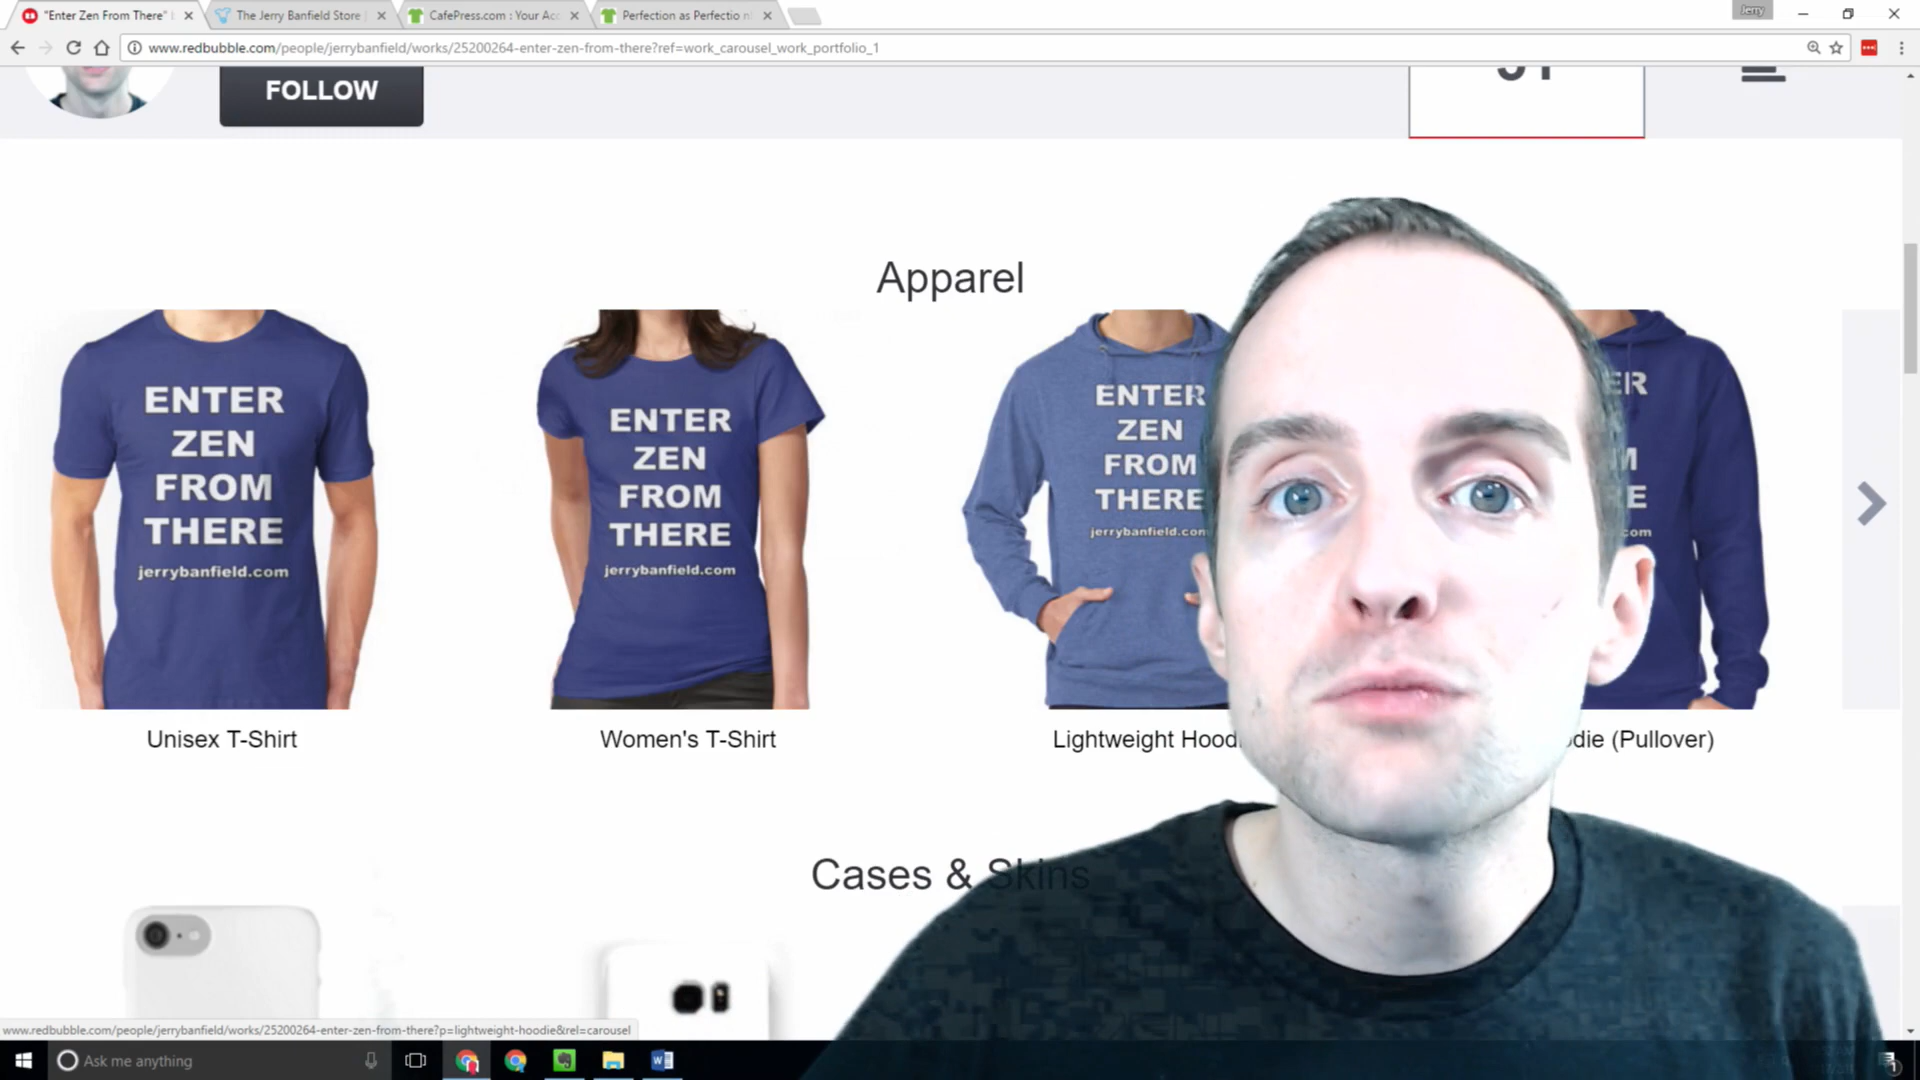 "Enter Zen From There"
The Jerry Banfield Store
CafePress.com : Your Acc
Perfection as Perfectio n
Jerry
www.redbubble.com/people/jerrybanfield/works/25200264-enter-zen-from-there?ref=work_carousel_work_portfolio_1
FOLLOW
Apparel
ENTER
ZEN
FROM
THERE
jerrybanfield.com
ENTER
ZEN
FROM
THERE
jerrybanfield.com
ENTER
ZEN
FROM
THERE
jerrybanfield.com
Unisex T-Shirt
Women's T-Shirt
Lightweight Hood
(Pullover)
Cases & Skins
www.redbubble.com/people/jerrybanfield/works/25200264-enter-zen-from-there?p=lightweight-hoodie&rel=carousel
Ask me anything